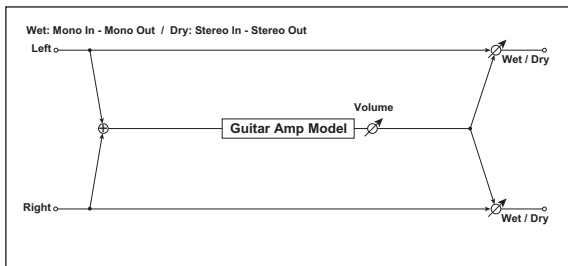 Wet: Mono In - Mono Out / Dry: Stereo In - Stereo Out
Left
Wet / Dry
Volume
Guitar Amp Model
Right
Wet / Dry